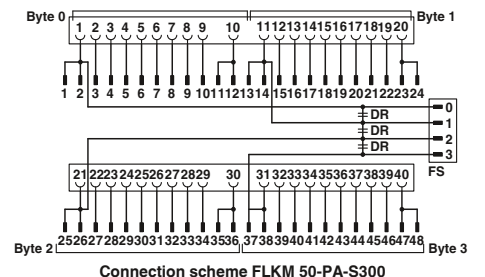 Byte 0 Byte 1
1 2 3 4 5 6 7 8 9 10 11 12 13 14 15 16 17 18 19 20
1 2 3 4 5 6 7 8 9 10 11 12 13 14 15 16 17 18 19 20 21 22 23 24
0
DR 1
DR 2
DR 3
FS
21 22 23 24 25 26 27 28 29 30 31 32 33 34 35 36 37 38 39 40
25 26 27 28 29 30 31 32 33 34 35 36 37 38 39 40 41 42 43 44 45 46 47 48
Byte 2 Byte 3
Connection scheme FLKM 50-PA-S300